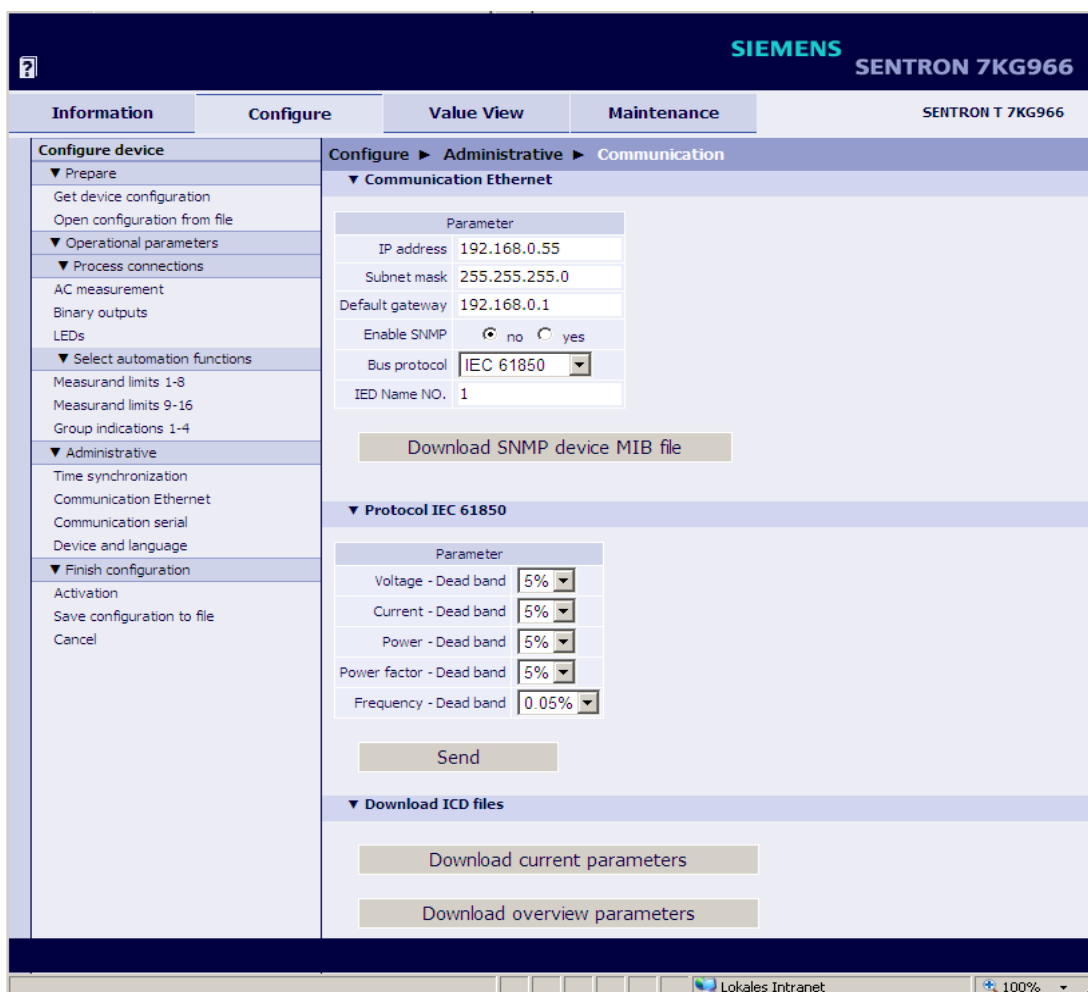 SIEMENS
SENTRON 7KG966
?
Information Configure Value View Maintenance SENTRON T 7KG966
Configure device
▼ Prepare
Get device configuration
Open configuration from file
▼ Operational parameters
▼ Process connections
AC measurement
Binary outputs
LEDs
▼ Select automation functions
Measurand limits 1-8
Measurand limits 9-16
Group indications 1-4
▼ Administrative
Time synchronization
Communication Ethernet
Communication serial
Device and language
▼ Finish configuration
Activation
Save configuration to file
Cancel
Configure ► Administrative ► Communication
▼ Communication Ethernet
Parameter
IP address 192.168.0.55
Subnet mask 255.255.255.0
Default gateway 192.168.0.1
Enable SNMP no yes
Bus protocol IEC 61850
IED Name NO. 1
Download SNMP device MIB file
▼ Protocol IEC 61850
Parameter
Voltage - Dead band 5%
Current - Dead band 5%
Power - Dead band 5%
Power factor - Dead band 5%
Frequency - Dead band 0.05%
Send
▼ Download ICD files
Download current parameters
Download overview parameters
Lokales Intranet 100%